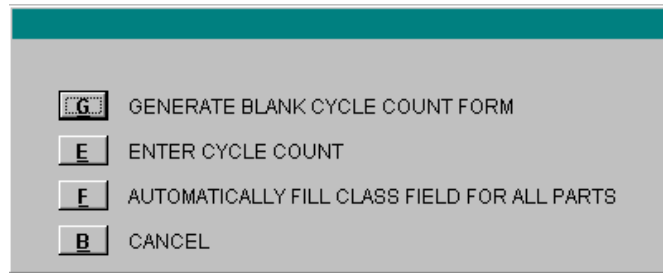 G GENERATE BLANK CYCLE COUNT FORM
E ENTER CYCLE COUNT
F AUTOMATICALLY FILL CLASS FIELD FOR ALL PARTS
B CANCEL